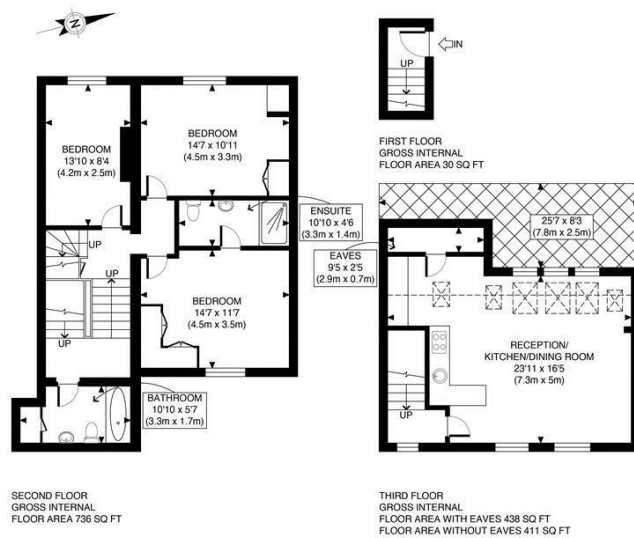 N
UP
IN
FIRST FLOOR
GROSS INTERNAL
FLOOR AREA 30 SQ FT
BEDROOM
13'10 x 8'4
(4.2m x 2.5m)
BEDROOM
14'7 x 10'11
(4.5m x 3.3m)
ENSUITE
10'10 x 4'6
(3.3m x 1.4m)
UP
UP
UP
BEDROOM
14'7 x 11'7
(4.5m x 3.5m)
BATHROOM
10'10 x 5'7
(3.3m x 1.7m)
SECOND FLOOR
GROSS INTERNAL
FLOOR AREA 736 SQ FT
25'7 x 8'3
(7.8m x 2.5m)
EAVES
9'5 x 2'5
(2.9m x 0.7m)
RECEPTION/
KITCHEN/DINING ROOM
23'11 x 16'5
(7.3m x 5m)
UP
THIRD FLOOR
GROSS INTERNAL
FLOOR AREA WITH EAVES 438 SQ FT
FLOOR AREA WITHOUT EAVES 411 SQ FT